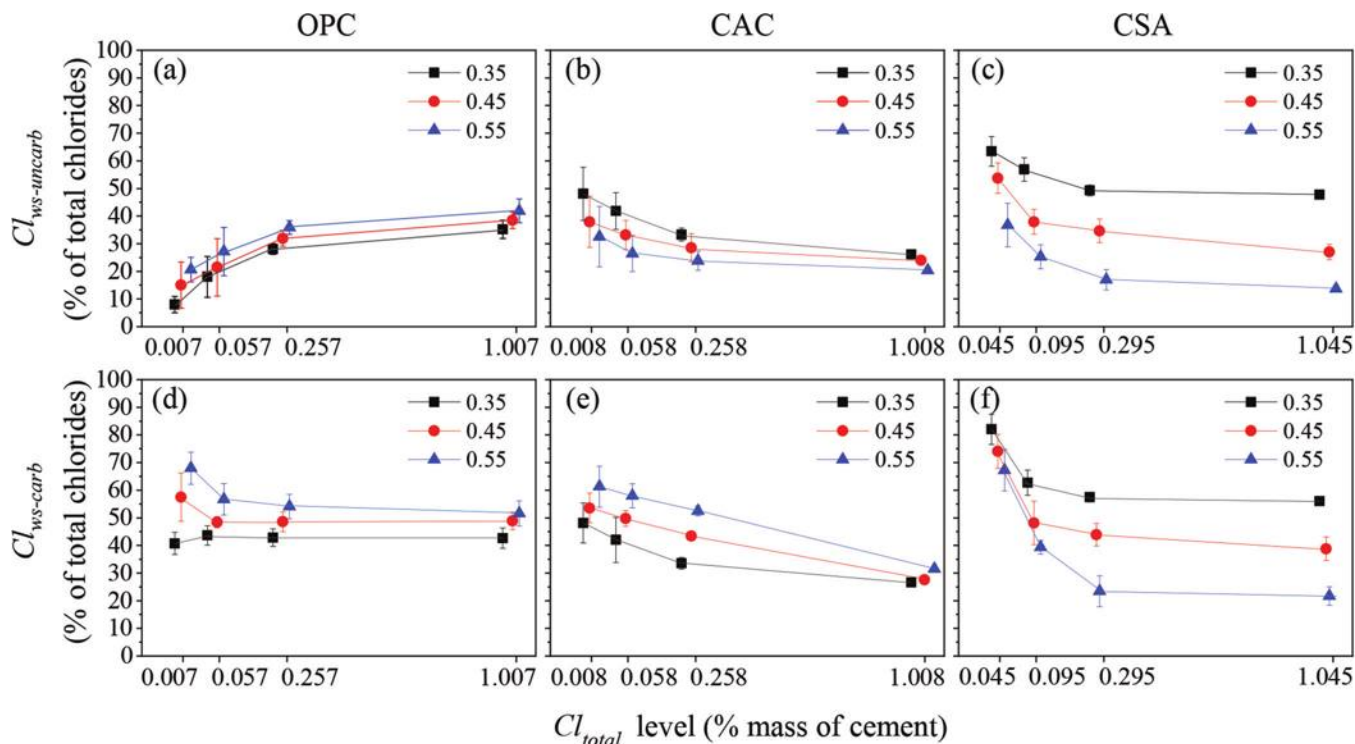 OPC CAC CSA
Cl_ws-uncarb
(% of total chlorides)
100
90
80
70
60
50
40
30
20
10
0
(a)
0.35
0.45
0.55
0.007 0.057 0.257 1.007
(b)
0.35
0.45
0.55
0.008 0.058 0.258 1.008
(c)
0.35
0.45
0.55
0.045 0.095 0.295 1.045
Cl_ws-carb
(% of total chlorides)
100
90
80
70
60
50
40
30
20
10
0
(d)
0.35
0.45
0.55
0.007 0.057 0.257 1.007
(e)
0.35
0.45
0.55
0.008 0.058 0.258 1.008
(f)
0.35
0.45
0.55
0.045 0.095 0.295 1.045
Cl_total level (% mass of cement)